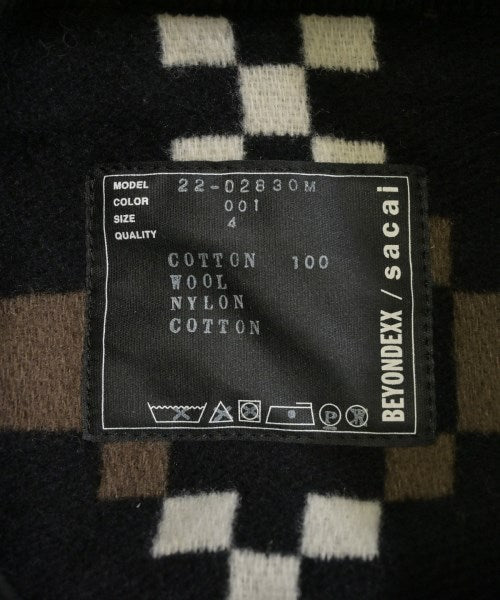 MODEL 22-02830M
COLOR 001
SIZE 4
QUALITY
COTTON 100
WOOL
NYLON
COTTON
P
BEYONDEXX / sacai